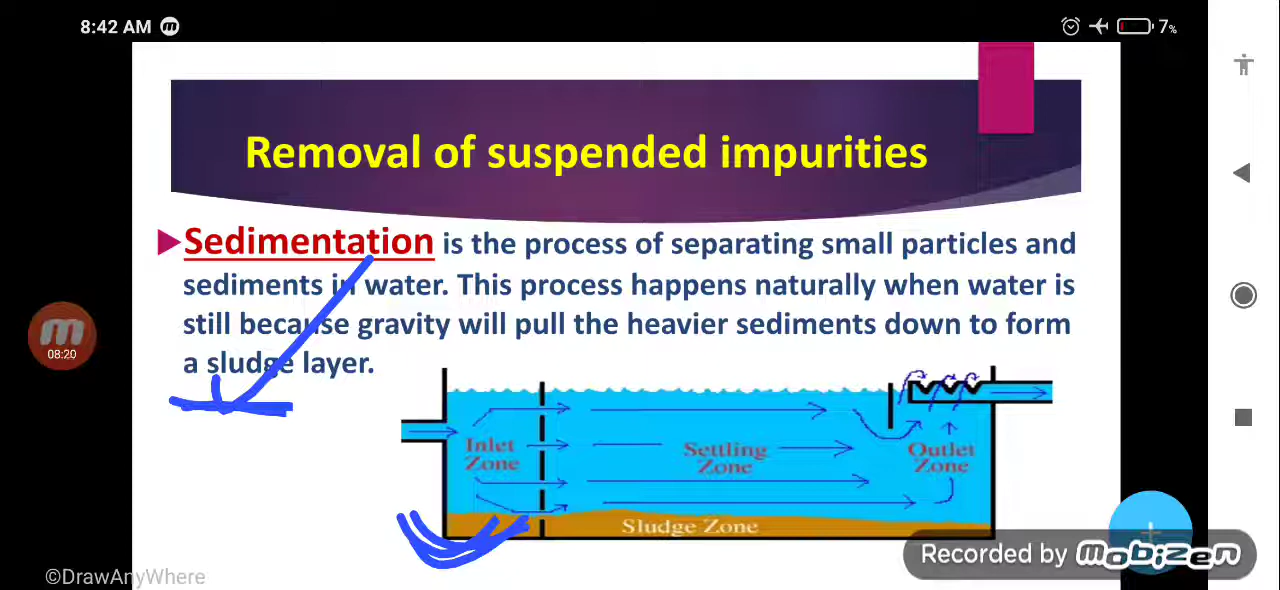 8:42 AM
7%
Removal of suspended impurities
Sedimentation is the process of separating small particles and
sediments in water. This process happens naturally when water is
still because gravity will pull the heavier sediments down to form
a sludge layer.
08:20
Inlet
Zone
Settling
Zone
Outlet
Zone
Sludge Zone
Recorded by mobizen
©DrawAnyWhere